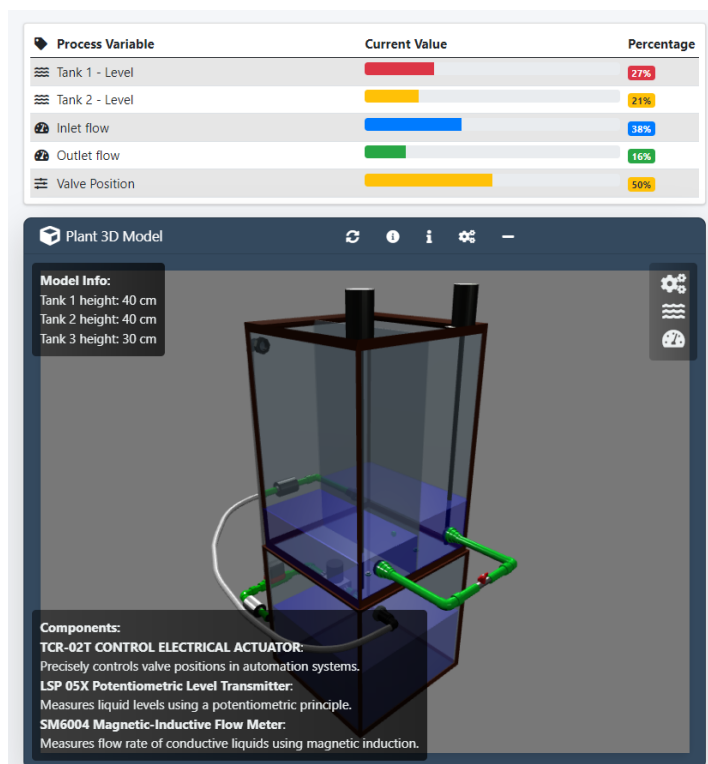 Process Variable Current Value Percentage
Tank 1 - Level 27%
Tank 2 - Level 21%
Inlet flow 38%
Outlet flow 16%
Valve Position 50%
Plant 3D Model
Model Info:
Tank 1 height: 40 cm
Tank 2 height: 40 cm
Tank 3 height: 30 cm
Components:
TCR-02T CONTROL ELECTRICAL ACTUATOR:
Precisely controls valve positions in automation systems.
LSP 05X Potentiometric Level Transmitter:
Measures liquid levels using a potentiometric principle.
SM6004 Magnetic-Inductive Flow Meter:
Measures flow rate of conductive liquids using magnetic induction.